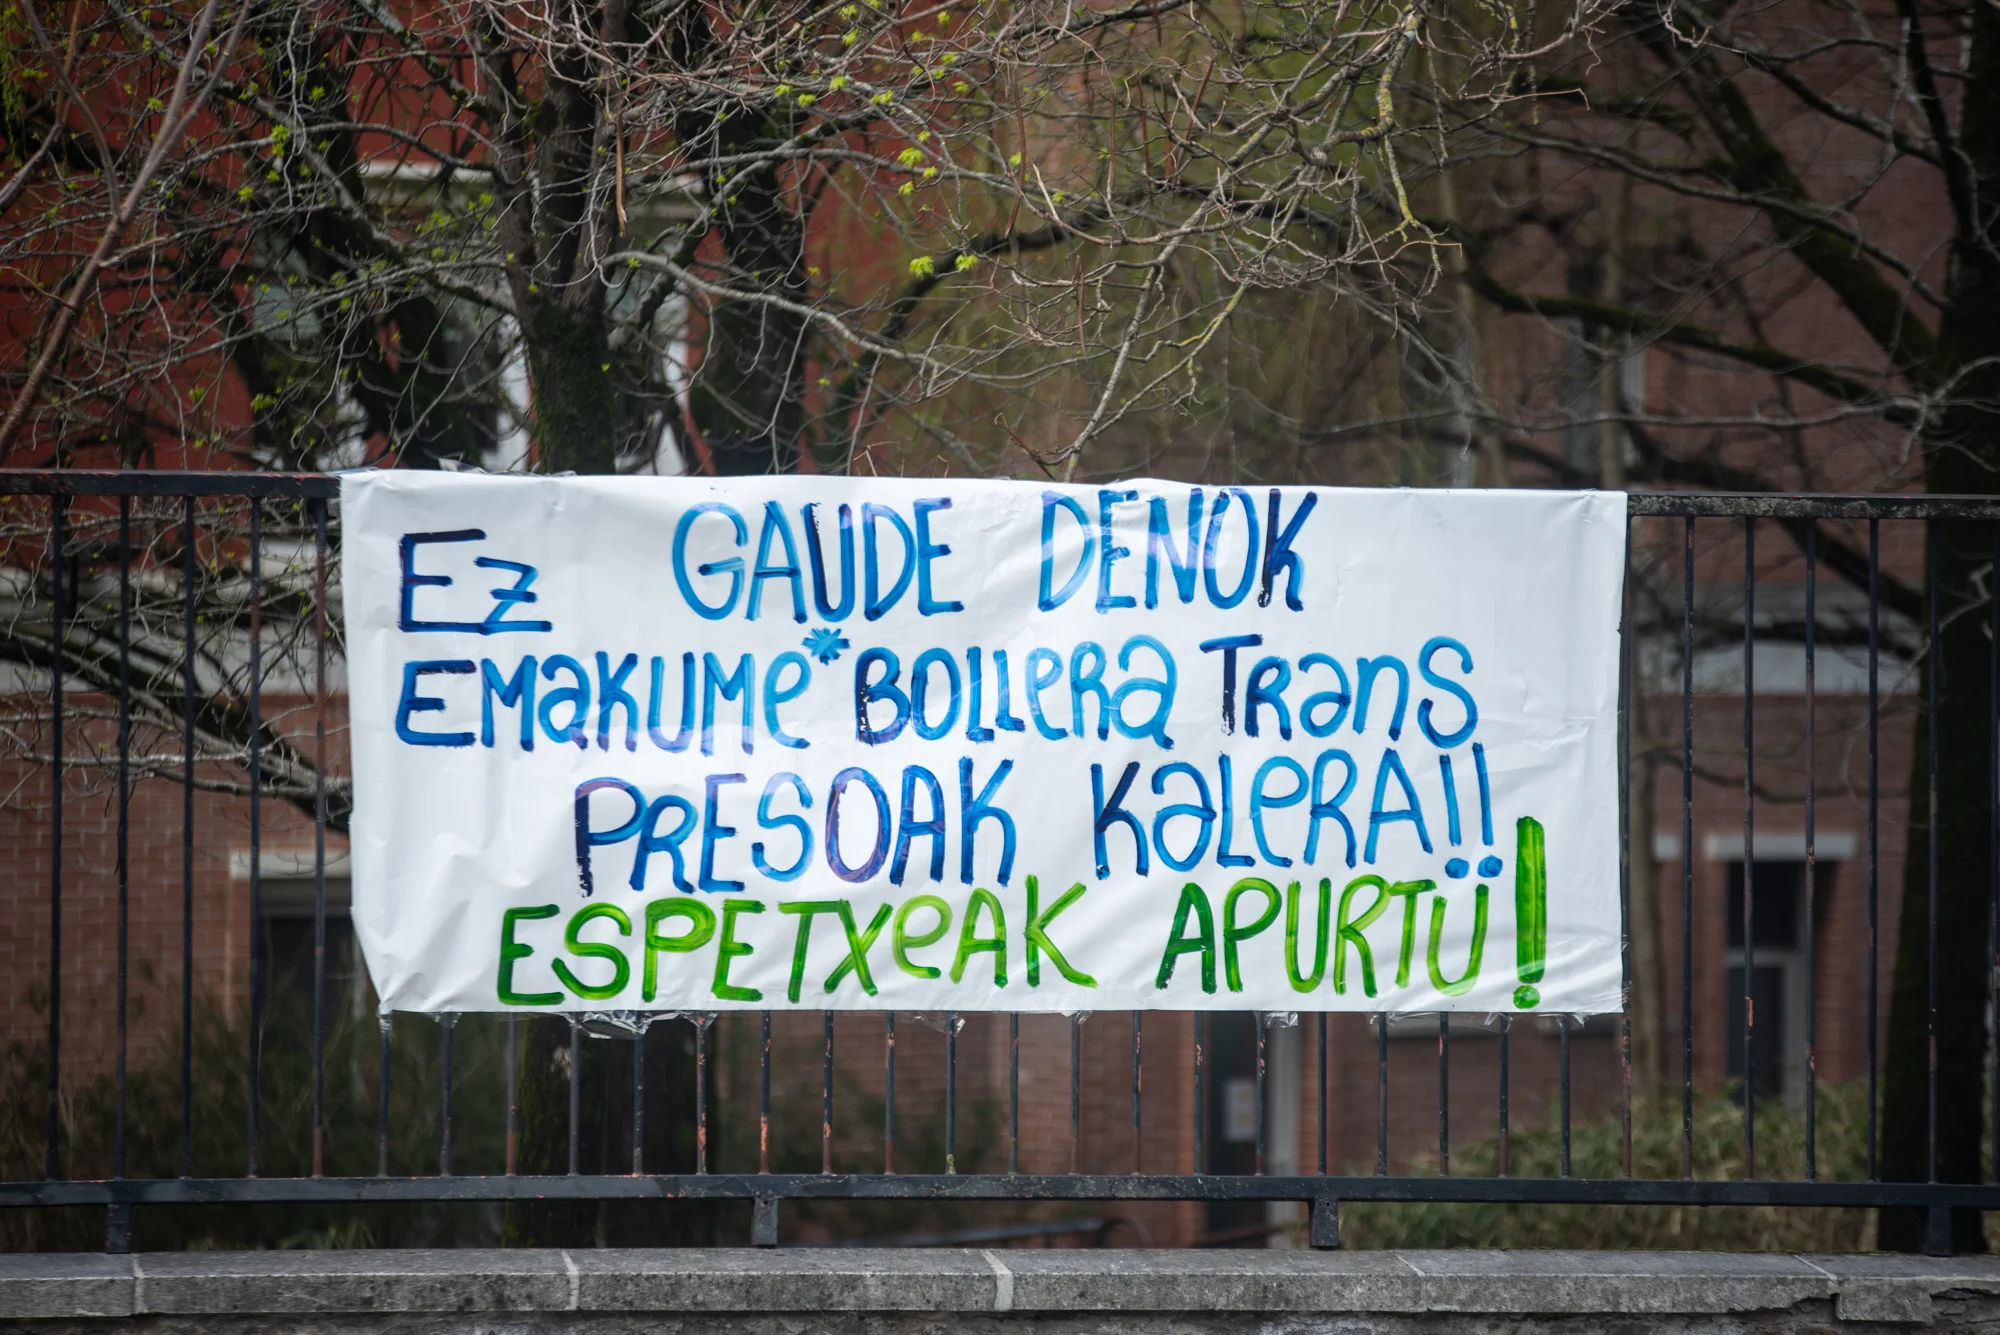 Ez GAUDE DENOK
EMaKUMe* BOLLeRa TRans
PRESOAK KaLeRA!!
ESPETXeAK APURTU!